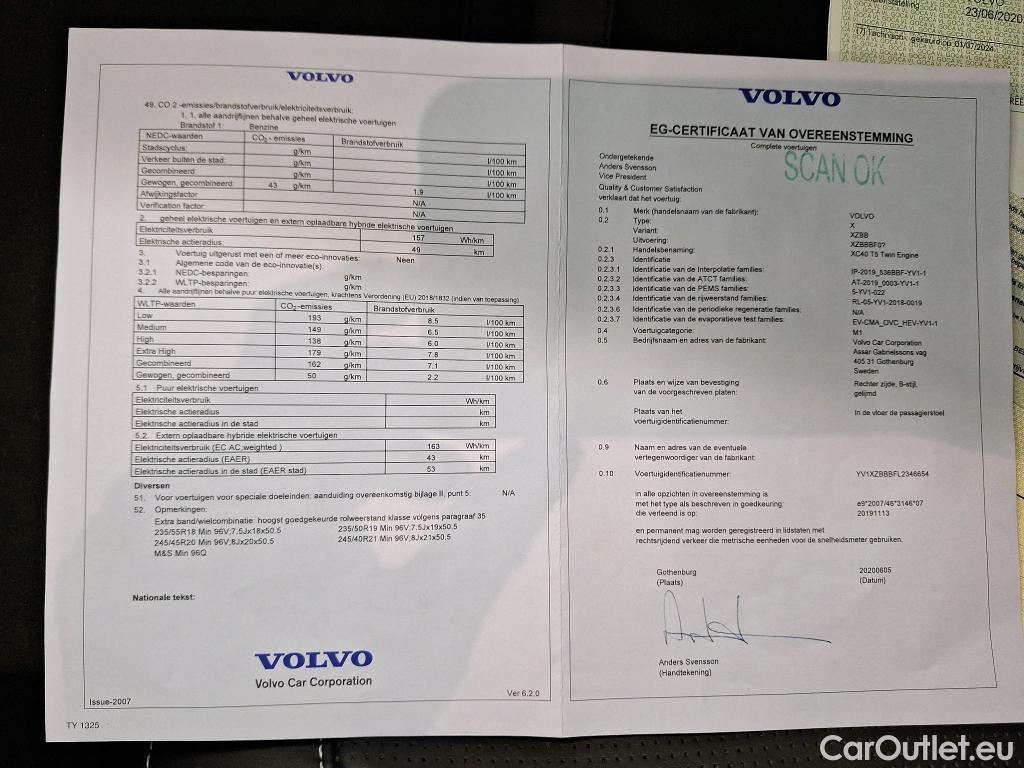 VOLVO
49. CO 2 -emissies/brandstofverbruik/elektriciteitsverbruik:
1. 1. alle aandrijflijnen behalve geheel elektrische voertuigen
Brandstof 1: Benzine
NEDC-waarden CO2 - emissies Brandstofverbruik
Stadscyclus: g/km l/100 km
Verkeer buiten de stad: g/km l/100 km
Gecombineerd: g/km l/100 km
Gewogen, gecombineerd: 43 g/km 1.9 l/100 km
Afwijkingsfactor N/A
Verification factor: N/A
2. geheel elektrische voertuigen en extern oplaadbare hybride elektrische voertuigen
Elektriciteitsverbruik 157 Wh/km
Elektrische actieradius: 49 km
3. Voertuig uitgerust met een of meer eco-innovaties: Neen
3.1 Algemene code van de eco-innovatie(s):
3.2.1 NEDC-besparingen: g/km
3.2.2 WLTP-besparingen: g/km
4. Alle aandrijflijnen behalve puur elektrische voertuigen, krachtens Verordening (EU) 2018/1832 (indien van toepassing)
WLTP-waarden CO2 -emissies Brandstofverbruik
Low 193 g/km 8.5 l/100 km
Medium 149 g/km 6.5 l/100 km
High 138 g/km 6.0 l/100 km
Extra High 179 g/km 7.8 l/100 km
Gecombineerd 162 g/km 7.1 l/100 km
Gewogen, gecombineerd 50 g/km 2.2 l/100 km
5.1 Puur elektrische voertuigen
Elektriciteitsverbruik Wh/km
Elektrische actieradius km
Elektrische actieradius in de stad km
5.2. Extern oplaadbare hybride elektrische voertuigen
Elektriciteitsverbruik (EC AC,weighted ) 163 Wh/km
Elektrische actieradius (EAER) 43 km
Elektrische actieradius in de stad (EAER stad) 53 km
Diversen
51. Voor voertuigen voor speciale doeleinden: aanduiding overeenkomstig bijlage II, punt 5: N/A
52. Opmerkingen:
Extra band/wielcombinatie: hoogst goedgekeurde rolweerstand klasse volgens paragraaf 35
235/55R18 Min 96V;7.5Jx18x50.5 235/50R19 Min 96V;7.5Jx19x50.5
245/45R20 Min 96V;8Jx20x50.5 245/40R21 Min 96V;8Jx21x50.5
M&S Min 96Q
Nationale tekst:
VOLVO
Volvo Car Corporation
Issue-2007 Ver 6.2.0
TY 1325
VOLVO
EG-CERTIFICAAT VAN OVEREENSTEMMING
Complete voertuigen
SCAN OK
Ondergetekende
Anders Svensson
Vice President
Quality & Customer Satisfaction
verklaart dat het voertuig:
0.1 Merk (handelsnaam van de fabrikant): VOLVO
0.2 Type: X
Variant: XZBB
Uitvoering: XZBBBF0?
0.2.1 Handelsbenaming: XC40 T5 Twin Engine
0.2.3 Identificatie
0.2.3.1 Identificatie van de Interpolatie families: IP-2019_536BBF-YV1-1
0.2.3.2 Identificatie van de ATCT families: AT-2019_0003-YV1-1
0.2.3.3 Identificatie van de PEMS families: 5-YV1-022
0.2.3.4 Identificatie van de rijweerstand families: RL-05-YV1-2018-0019
0.2.3.6 Identificatie van de periodieke regeneratie families: N/A
0.2.3.7 Identificatie van de evaporatieve test families: EV-CMA_OVC_HEV-YV1-1
0.4 Voertuigcategorie: M1
0.5 Bedrijfsnaam en adres van de fabrikant: Volvo Car Corporation
Assar Gabrielssons vag
405 31 Gothenburg
Sweden
0.6 Plaats en wijze van bevestiging Rechter zijde, B-stijl,
van de voorgeschreven platen: gelijmd
Plaats van het In de vloer de passagierstoel
voertuigidentificatienummer:
0.9 Naam en adres van de eventuele
vertegenwoordiger van de fabrikant:
0.10 Voertuigidentificatienummer: YV1XZBBBFL2346654
in alle opzichten in overeenstemming is
met het type als beschreven in goedkeuring: e9*2007/46*3146*07
die verleend is op: 20191113
en permanent mag worden geregistreerd in lidstaten met
rechtsrijdend verkeer die metrische eenheden voor de snelheidsmeter gebruiken.
Gothenburg 20200605
(Plaats) (Datum)
Anders Svensson
(Handtekening)
VOLVO
23/06/2020
(7) Technisch gekeurd op 01/07/2024
CarOutlet.eu